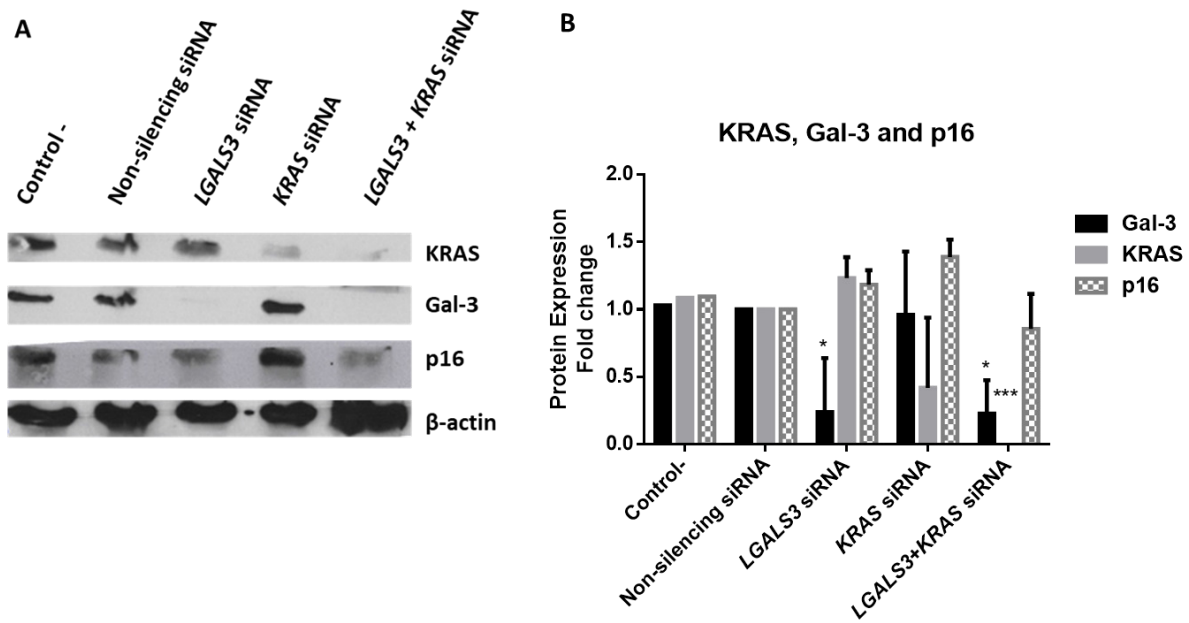 A
Control -
Non-silencing siRNA
LGALS3 siRNA
KRAS siRNA
LGALS3 + KRAS siRNA
KRAS
Gal-3
p16
β-actin
B
KRAS, Gal-3 and p16
Protein Expression
Fold change
2.0
1.5
1.0
0.5
0.0
*
*
***
Control-
Non-silencing siRNA
LGALS3 siRNA
KRAS siRNA
LGALS3+KRAS siRNA
Gal-3
KRAS
p16